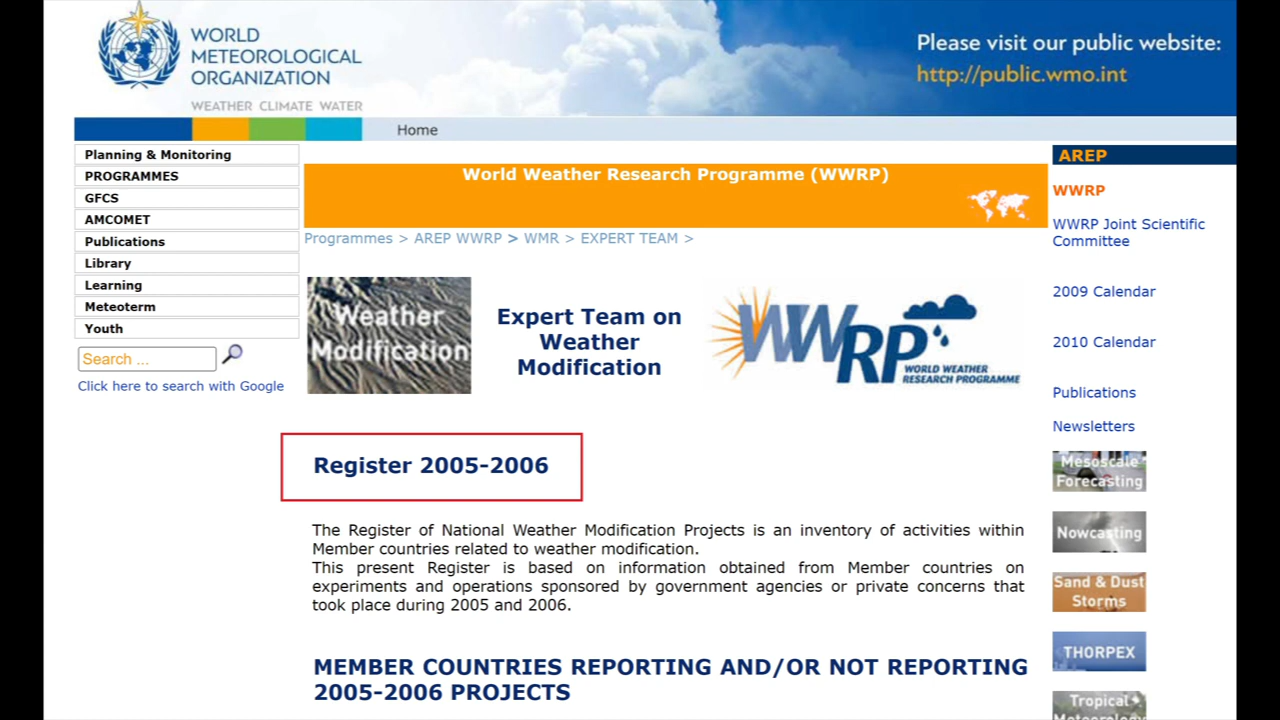 WORLD
METEOROLOGICAL
ORGANIZATION
WEATHER CLIMATE WATER
Please visit our public website:
http://public.wmo.int
Home
Planning & Monitoring
PROGRAMMES
GFCS
AMCOMET
Publications
Library
Learning
Meteoterm
Youth
Search ...
Click here to search with Google
World Weather Research Programme (WWRP)
Programmes > AREP WWRP > WMR > EXPERT TEAM >
Weather
Modification
Expert Team on
Weather
Modification
WWRP
WORLD WEATHER
RESEARCH PROGRAMME
Register 2005-2006
The Register of National Weather Modification Projects is an inventory of activities within
Member countries related to weather modification.
This present Register is based on information obtained from Member countries on
experiments and operations sponsored by government agencies or private concerns that
took place during 2005 and 2006.
MEMBER COUNTRIES REPORTING AND/OR NOT REPORTING
2005-2006 PROJECTS
AREP
WWRP
WWRP Joint Scientific
Committee
2009 Calendar
2010 Calendar
Publications
Newsletters
Mesoscale
Forecasting
Nowcasting
Sand & Dust
Storms
THORPEX
Tropical
Meteorology